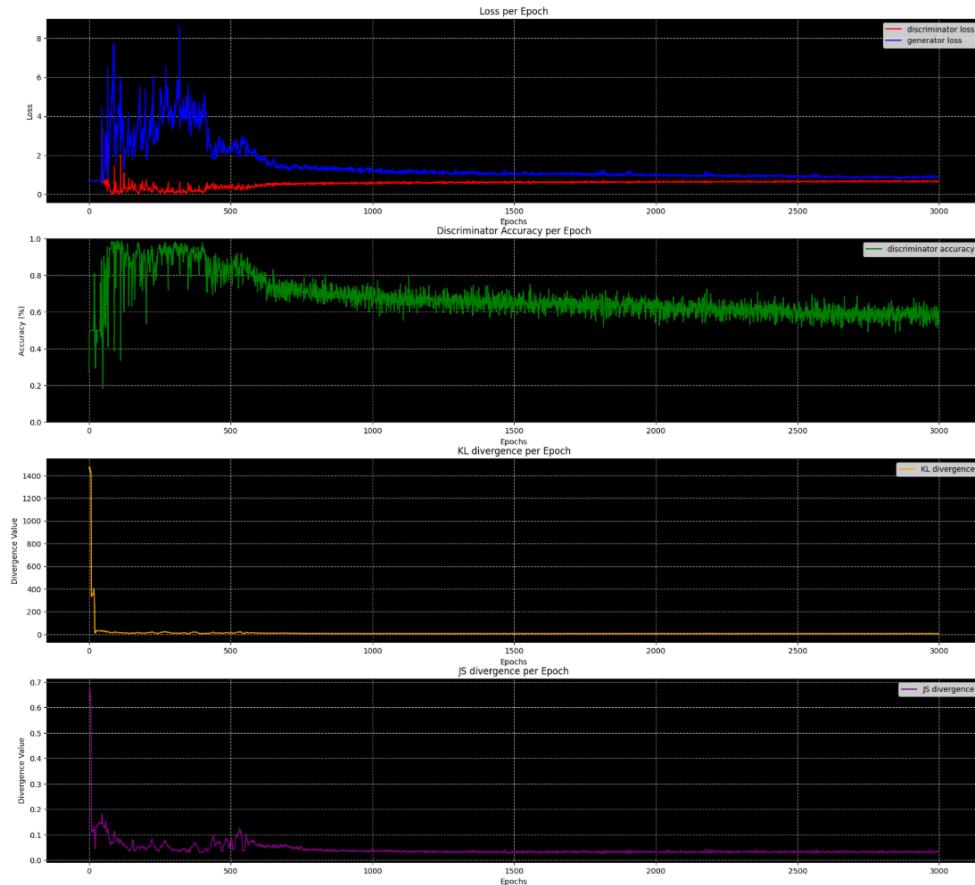 Loss per Epoch
discriminator loss
generator loss
Loss
8
6
4
2
0
0 500 1000 1500 2000 2500 3000
Epochs
Discriminator Accuracy per Epoch
discriminator accuracy
Accuracy (%)
1.0
0.8
0.6
0.4
0.2
0.0
0 500 1000 1500 2000 2500 3000
Epochs
KL divergence per Epoch
KL divergence
Divergence Value
1400
1200
1000
800
600
400
200
0
0 500 1000 1500 2000 2500 3000
Epochs
JS divergence per Epoch
JS divergence
Divergence Value
0.7
0.6
0.5
0.4
0.3
0.2
0.1
0.0
0 500 1000 1500 2000 2500 3000
Epochs